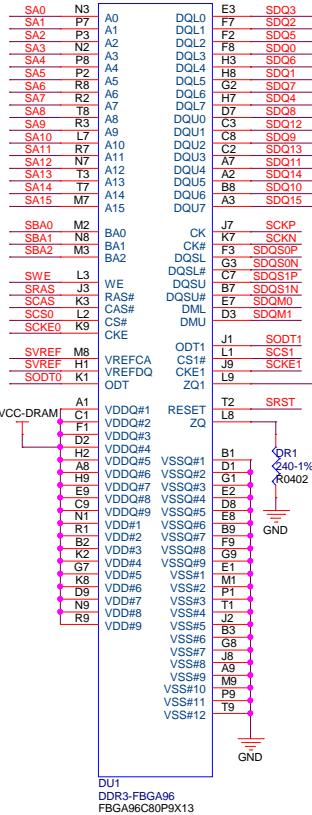 SA0 N3 A0 DQL0 E3 SDQ3
SA1 P7 A1 DQL1 F7 SDQ2
SA2 P3 A2 DQL2 F2 SDQ5
SA3 N2 A3 DQL3 F8 SDQ0
SA4 P8 A4 DQL4 H3 SDQ6
SA5 P2 A5 DQL5 H8 SDQ1
SA6 R8 A6 DQL6 G2 SDQ7
SA7 R2 A7 DQL7 H7 SDQ4
SA8 T8 A8 DQU0 D7 SDQ8
SA9 R3 A9 DQU1 C3 SDQ12
SA10 L7 A10 DQU2 C8 SDQ9
SA11 R7 A11 DQU3 C2 SDQ13
SA12 N7 A12 DQU4 A7 SDQ11
SA13 T3 A13 DQU5 A2 SDQ14
SA14 T7 A14 DQU6 B8 SDQ10
SA15 M7 A15 DQU7 A3 SDQ15
SBA0 M2 BA0 CK J7 SCKP
SBA1 N8 BA1 CK# K7 SCKN
SBA2 M3 BA2 DQSL F3 SDQS0P
DQSL# G3 SDQS0N
SWE L3 WE DQSU C7 SDQS1P
SRAS J3 RAS# DQSU# B7 SDQS1N
SCAS K3 CAS# DML E7 SDQM0
SCS0 L2 CS# DMU D3 SDQM1
SCKE0 K9 CKE
ODT1 J1 SODT1
SVREF M8 VREFCA CS1# L1 SCS1
SVREF H1 VREFDQ CKE1 J9 SCKE1
SODT0 K1 ODT ZQ1 L9
A1 VDDQ#1 RESET T2 SRST
VCC-DRAM C1 VDDQ#2 ZQ L8
F1 VDDQ#3
D2 VDDQ#4
H2 VDDQ#5 VSSQ#1 B1 DR1
A8 VDDQ#6 VSSQ#2 D1 240-1%
H9 VDDQ#7 VSSQ#3 G1 R0402
E9 VDDQ#8 VSSQ#4 E2
C9 VDDQ#9 VSSQ#5 D8
N1 VDD#1 VSSQ#6 E8
R1 VDD#2 VSSQ#7 B9 GND
B2 VDD#3 VSSQ#8 F9
K2 VDD#4 VSSQ#9 G9
G7 VDD#5 VSS#1 E1
K8 VDD#6 VSS#2 M1
D9 VDD#7 VSS#3 P1
N9 VDD#8 VSS#4 T1
R9 VDD#9 VSS#5 J2
VSS#6 B3
VSS#7 G8
VSS#8 J8
VSS#9 A9
VSS#10 M9
VSS#11 P9
VSS#12 T9
GND
DU1
DDR3-FBGA96
FBGA96C80P9X13